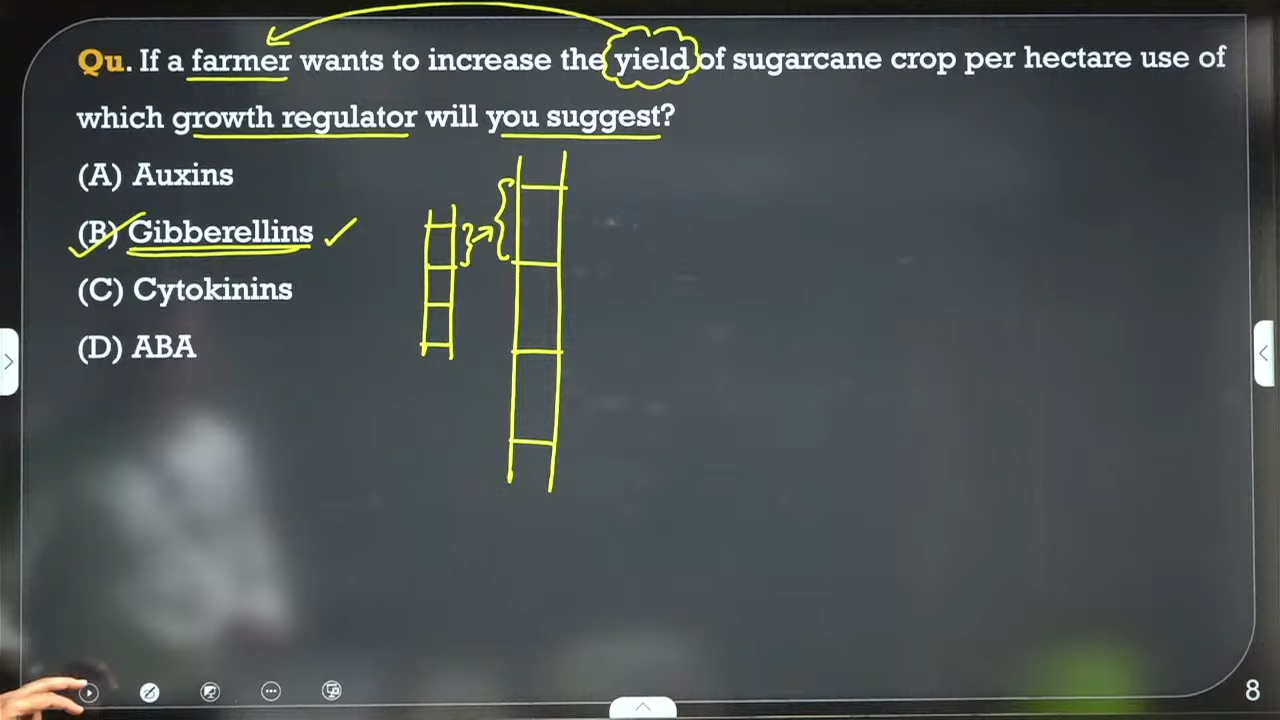 Qu. If a farmer wants to increase the yield of sugarcane crop per hectare use of
which growth regulator will you suggest?
(A) Auxins
(B) Gibberellins
(C) Cytokinins
(D) ABA
8